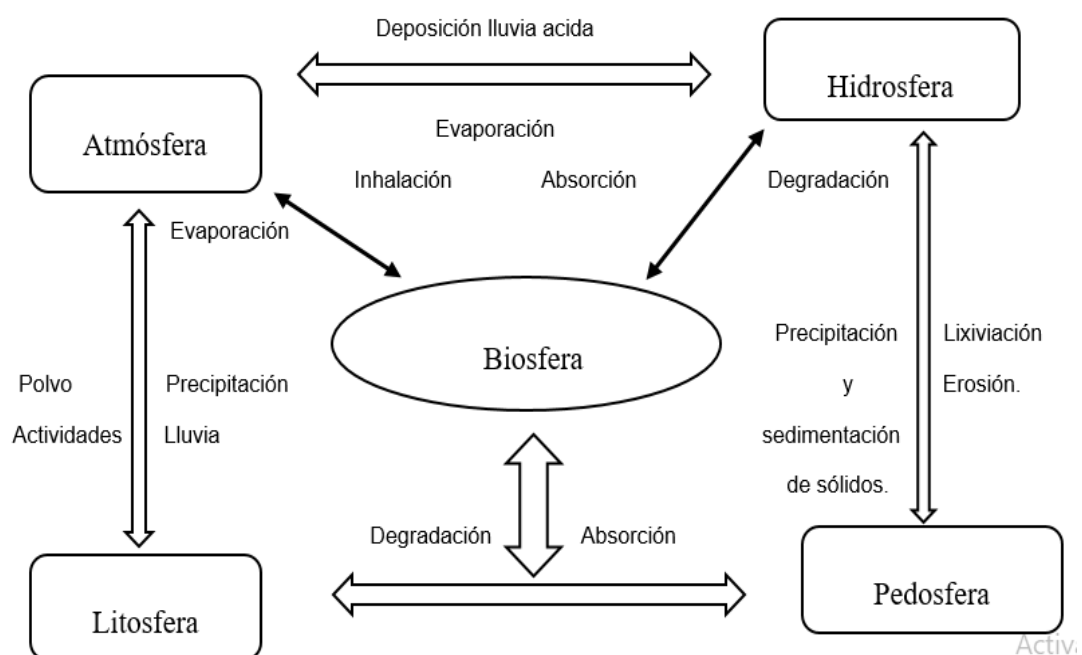 Deposición lluvia acida
Hidrosfera
Atmósfera
Evaporación
Inhalación
Absorción
Degradación
Evaporación
Biosfera
Precipitación
y
sedimentación
de sólidos.
Lixiviación
Erosión.
Polvo
Actividades
Precipitación
Lluvia
Degradación
Absorción
Litosfera
Pedosfera
Activa